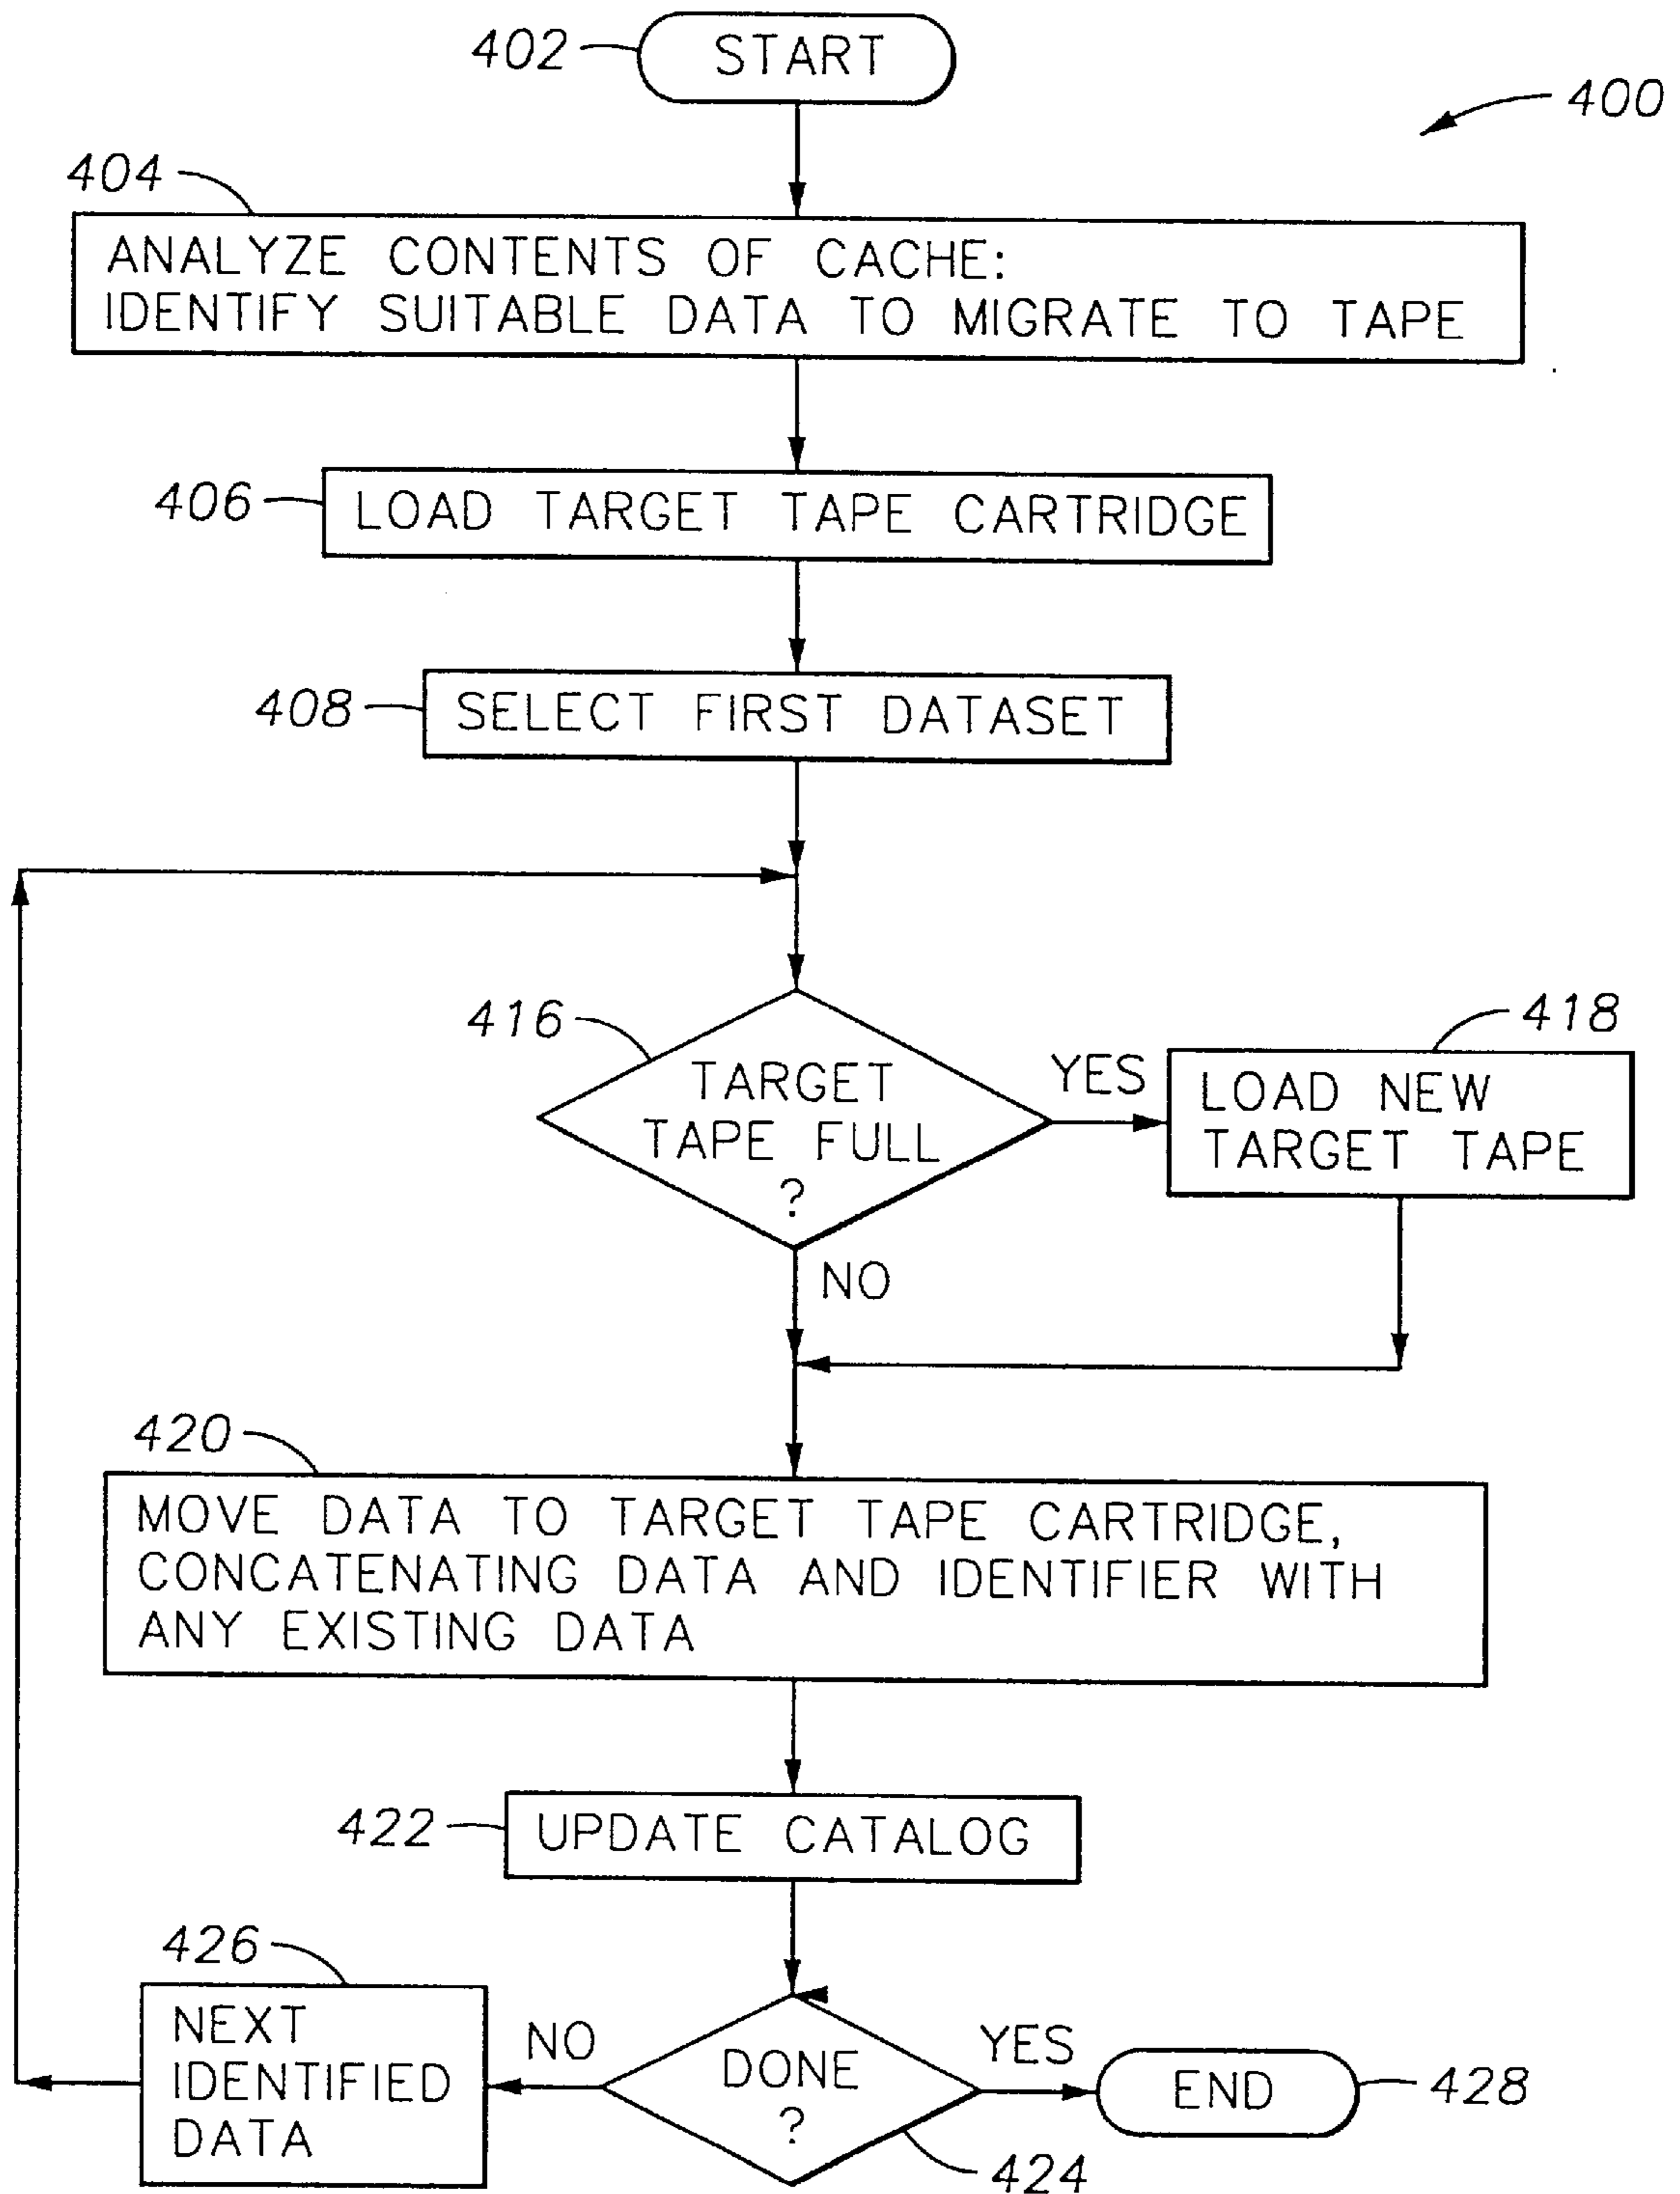 402
START
400
404
ANALYZE CONTENTS OF CACHE:
IDENTIFY SUITABLE DATA TO MIGRATE TO TAPE
406
LOAD TARGET TAPE CARTRIDGE
408
SELECT FIRST DATASET
416
TARGET
TAPE FULL
?
YES
418
LOAD NEW
TARGET TAPE
NO
420
MOVE DATA TO TARGET TAPE CARTRIDGE,
CONCATENATING DATA AND IDENTIFIER WITH
ANY EXISTING DATA
422
UPDATE CATALOG
426
NEXT
IDENTIFIED
DATA
NO
DONE
?
YES
END
428
424